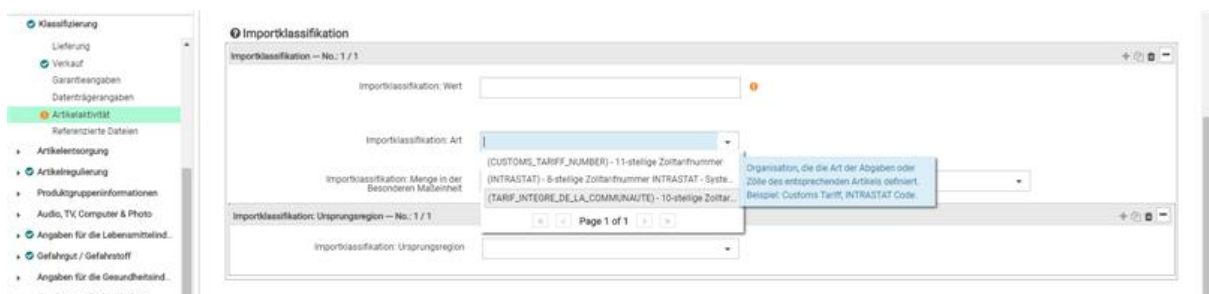 Klassifizierung
Lieferung
Verkauf
Garantieangaben
Datenträgerangaben
Artikelaktivität
Referenzierte Dateien
Artikelentsorgung
Artikelregulierung
Produktgruppeninformationen
Audio, TV, Computer & Photo
Angaben für die Lebensmittelind...
Gefahrgut / Gefahrstoff
Angaben für die Gesundheitsind...
Importklassifikation
Importklassifikation — No.: 1 / 1
Importklassifikation: Wert
Importklassifikation: Art
(CUSTOMS_TARIFF_NUMBER) - 11-stellige Zolltarifnummer
(INTRASTAT) - 8-stellige Zolltarifnummer INTRASTAT - Syste...
(TARIF_INTEGRE_DE_LA_COMMUNAUTE) - 10-stellige Zolltar...
Page 1 of 1
Organisation, die die Art der Abgaben oder
Zölle des entsprechenden Artikels definiert.
Beispiel: Customs Tariff, INTRASTAT Code.
Importklassifikation: Menge in der
Besonderen Maßeinheit
Importklassifikation: Ursprungsregion — No.: 1 / 1
Importklassifikation: Ursprungsregion